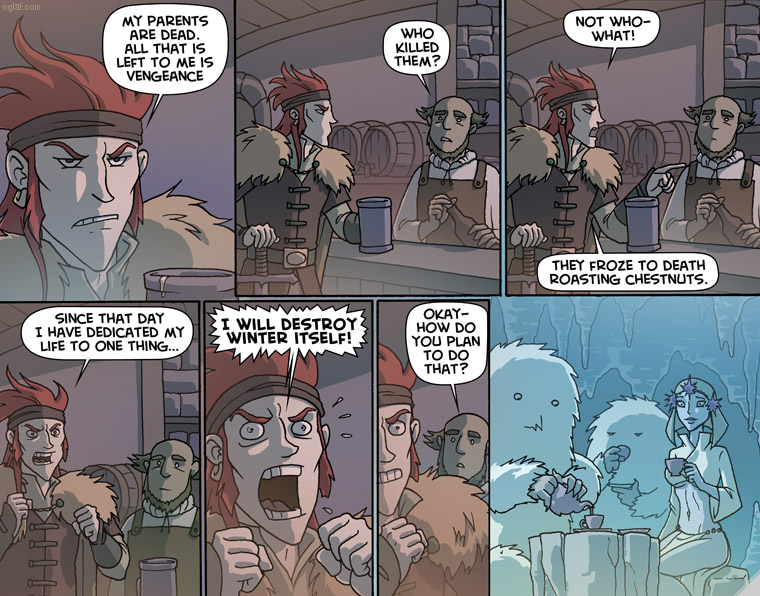 oglaf.com
MY PARENTS
ARE DEAD.
ALL THAT IS
LEFT TO ME IS
VENGEANCE
WHO
KILLED
THEM?
NOT WHO-
WHAT!
THEY FROZE TO DEATH
ROASTING CHESTNUTS.
SINCE THAT DAY
I HAVE DEDICATED MY
LIFE TO ONE THING...
I WILL DESTROY
WINTER ITSELF!
OKAY-
HOW DO
YOU PLAN
TO DO
THAT?